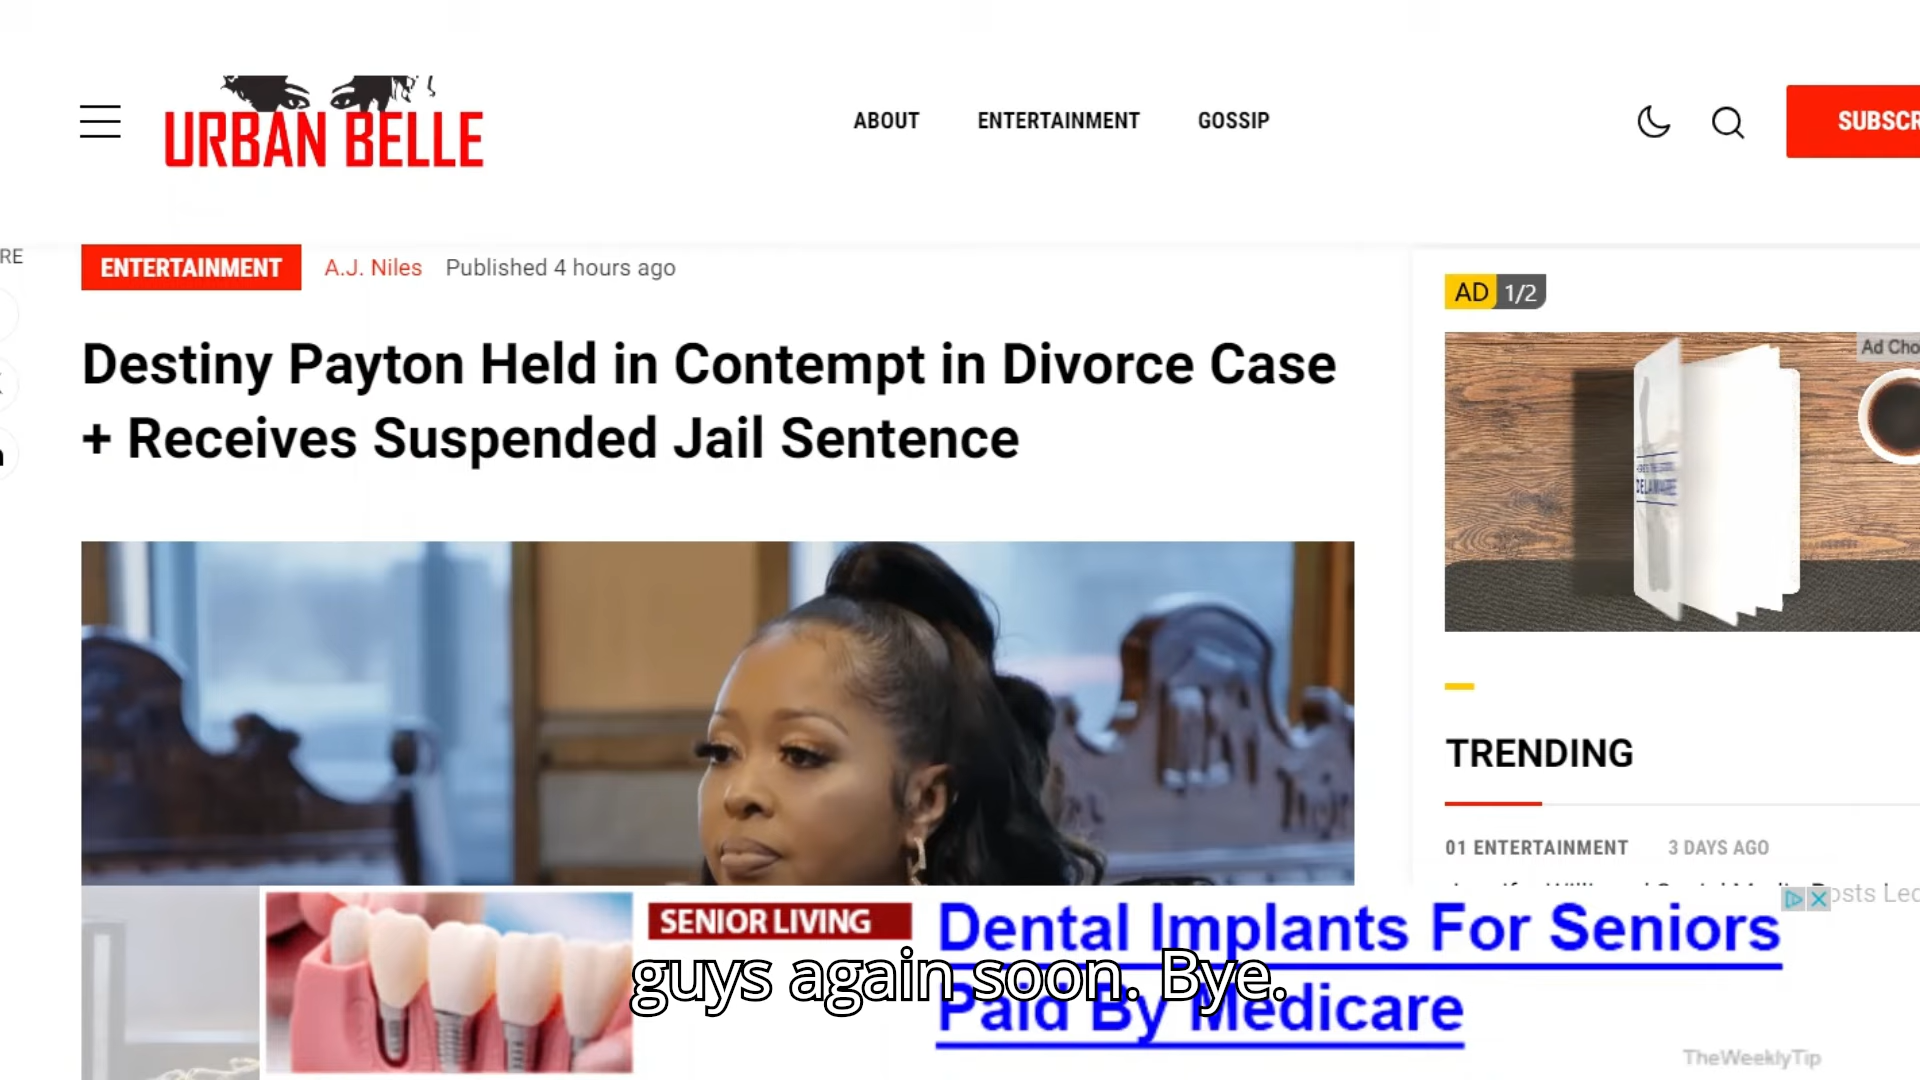 URBAN BELLE
ABOUT
ENTERTAINMENT
GOSSIP
SUBSCR
RE
ENTERTAINMENT
A.J. Niles
Published 4 hours ago
Destiny Payton Held in Contempt in Divorce Case
+ Receives Suspended Jail Sentence
AD 1/2
Ad Cho
DELAWARE
TRENDING
01 ENTERTAINMENT
3 DAYS AGO
SENIOR LIVING
Dental Implants For Seniors
Paid By Medicare
guys again soon. Bye.
TheWeeklyTip